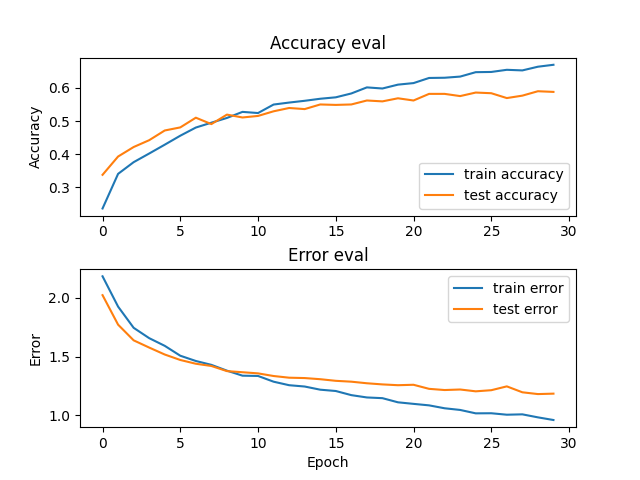 Accuracy eval
Accuracy
0.6
0.5
0.4
0.3
train accuracy
test accuracy
0 5 10 15 20 25 30
Error eval
Error
2.0
1.5
1.0
train error
test error
0 5 10 15 20 25 30
Epoch